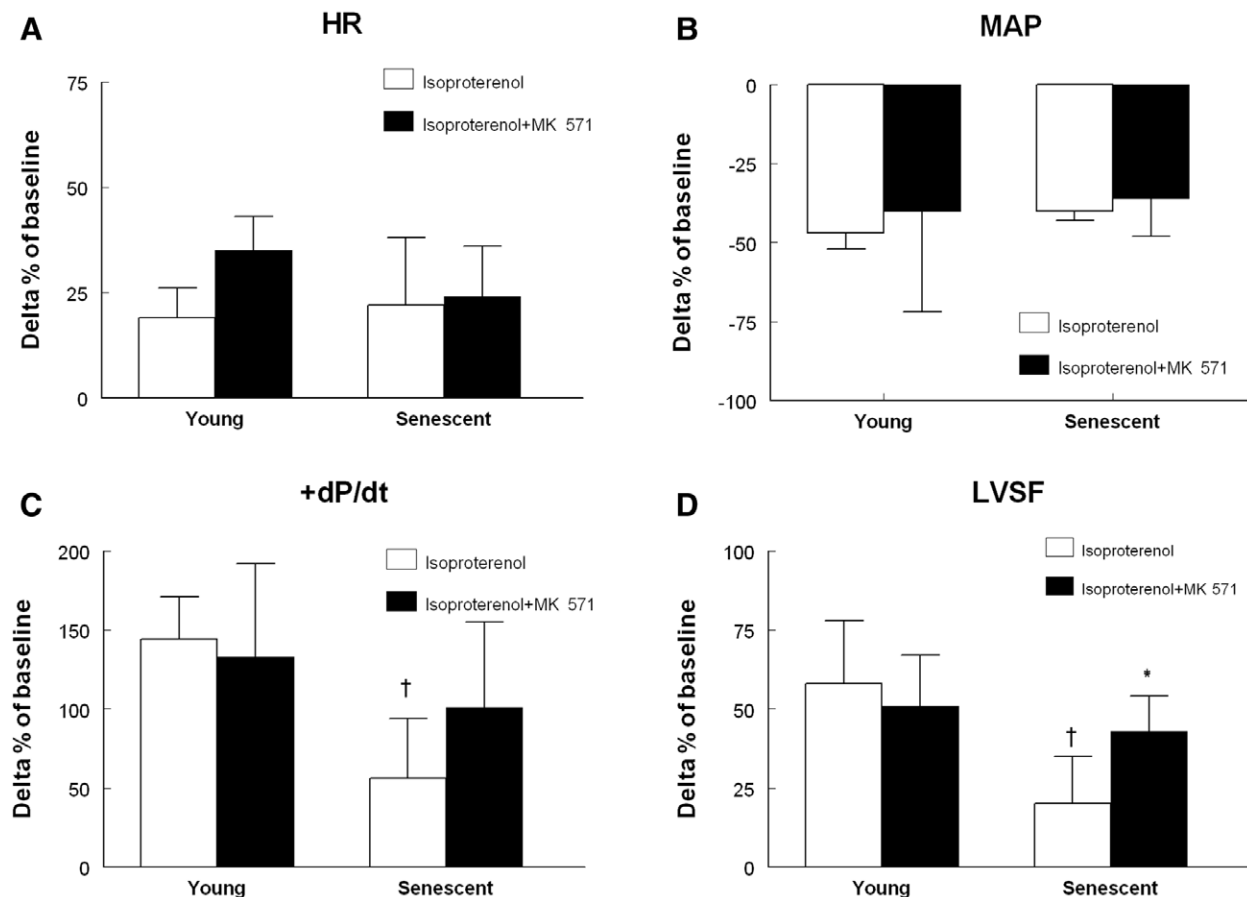 A
HR
Delta % of baseline
75
50
25
0
Isoproterenol
Isoproterenol+MK 571
Young
Senescent
B
MAP
Delta % of baseline
0
-25
-50
-75
-100
Isoproterenol
Isoproterenol+MK 571
Young
Senescent
C
+dP/dt
Delta % of baseline
200
150
100
50
0
Isoproterenol
Isoproterenol+MK 571
†
Young
Senescent
D
LVSF
Delta % of baseline
100
75
50
25
0
Isoproterenol
Isoproterenol+MK 571
*
†
Young
Senescent